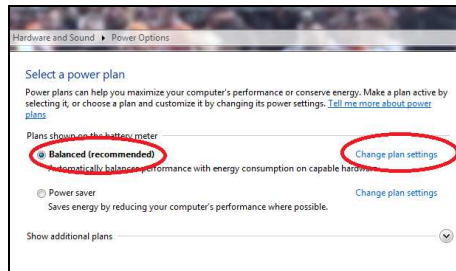 Hardware and Sound ▸ Power Options
Select a power plan
Power plans can help you maximize your computer's performance or conserve energy. Make a plan active by
selecting it, or choose a plan and customize it by changing its power settings. Tell me more about power
plans
Plans shown on the battery meter
Balanced (recommended) Change plan settings
Automatically balances performance with energy consumption on capable hardware.
Power saver Change plan settings
Saves energy by reducing your computer's performance where possible.
Show additional plans